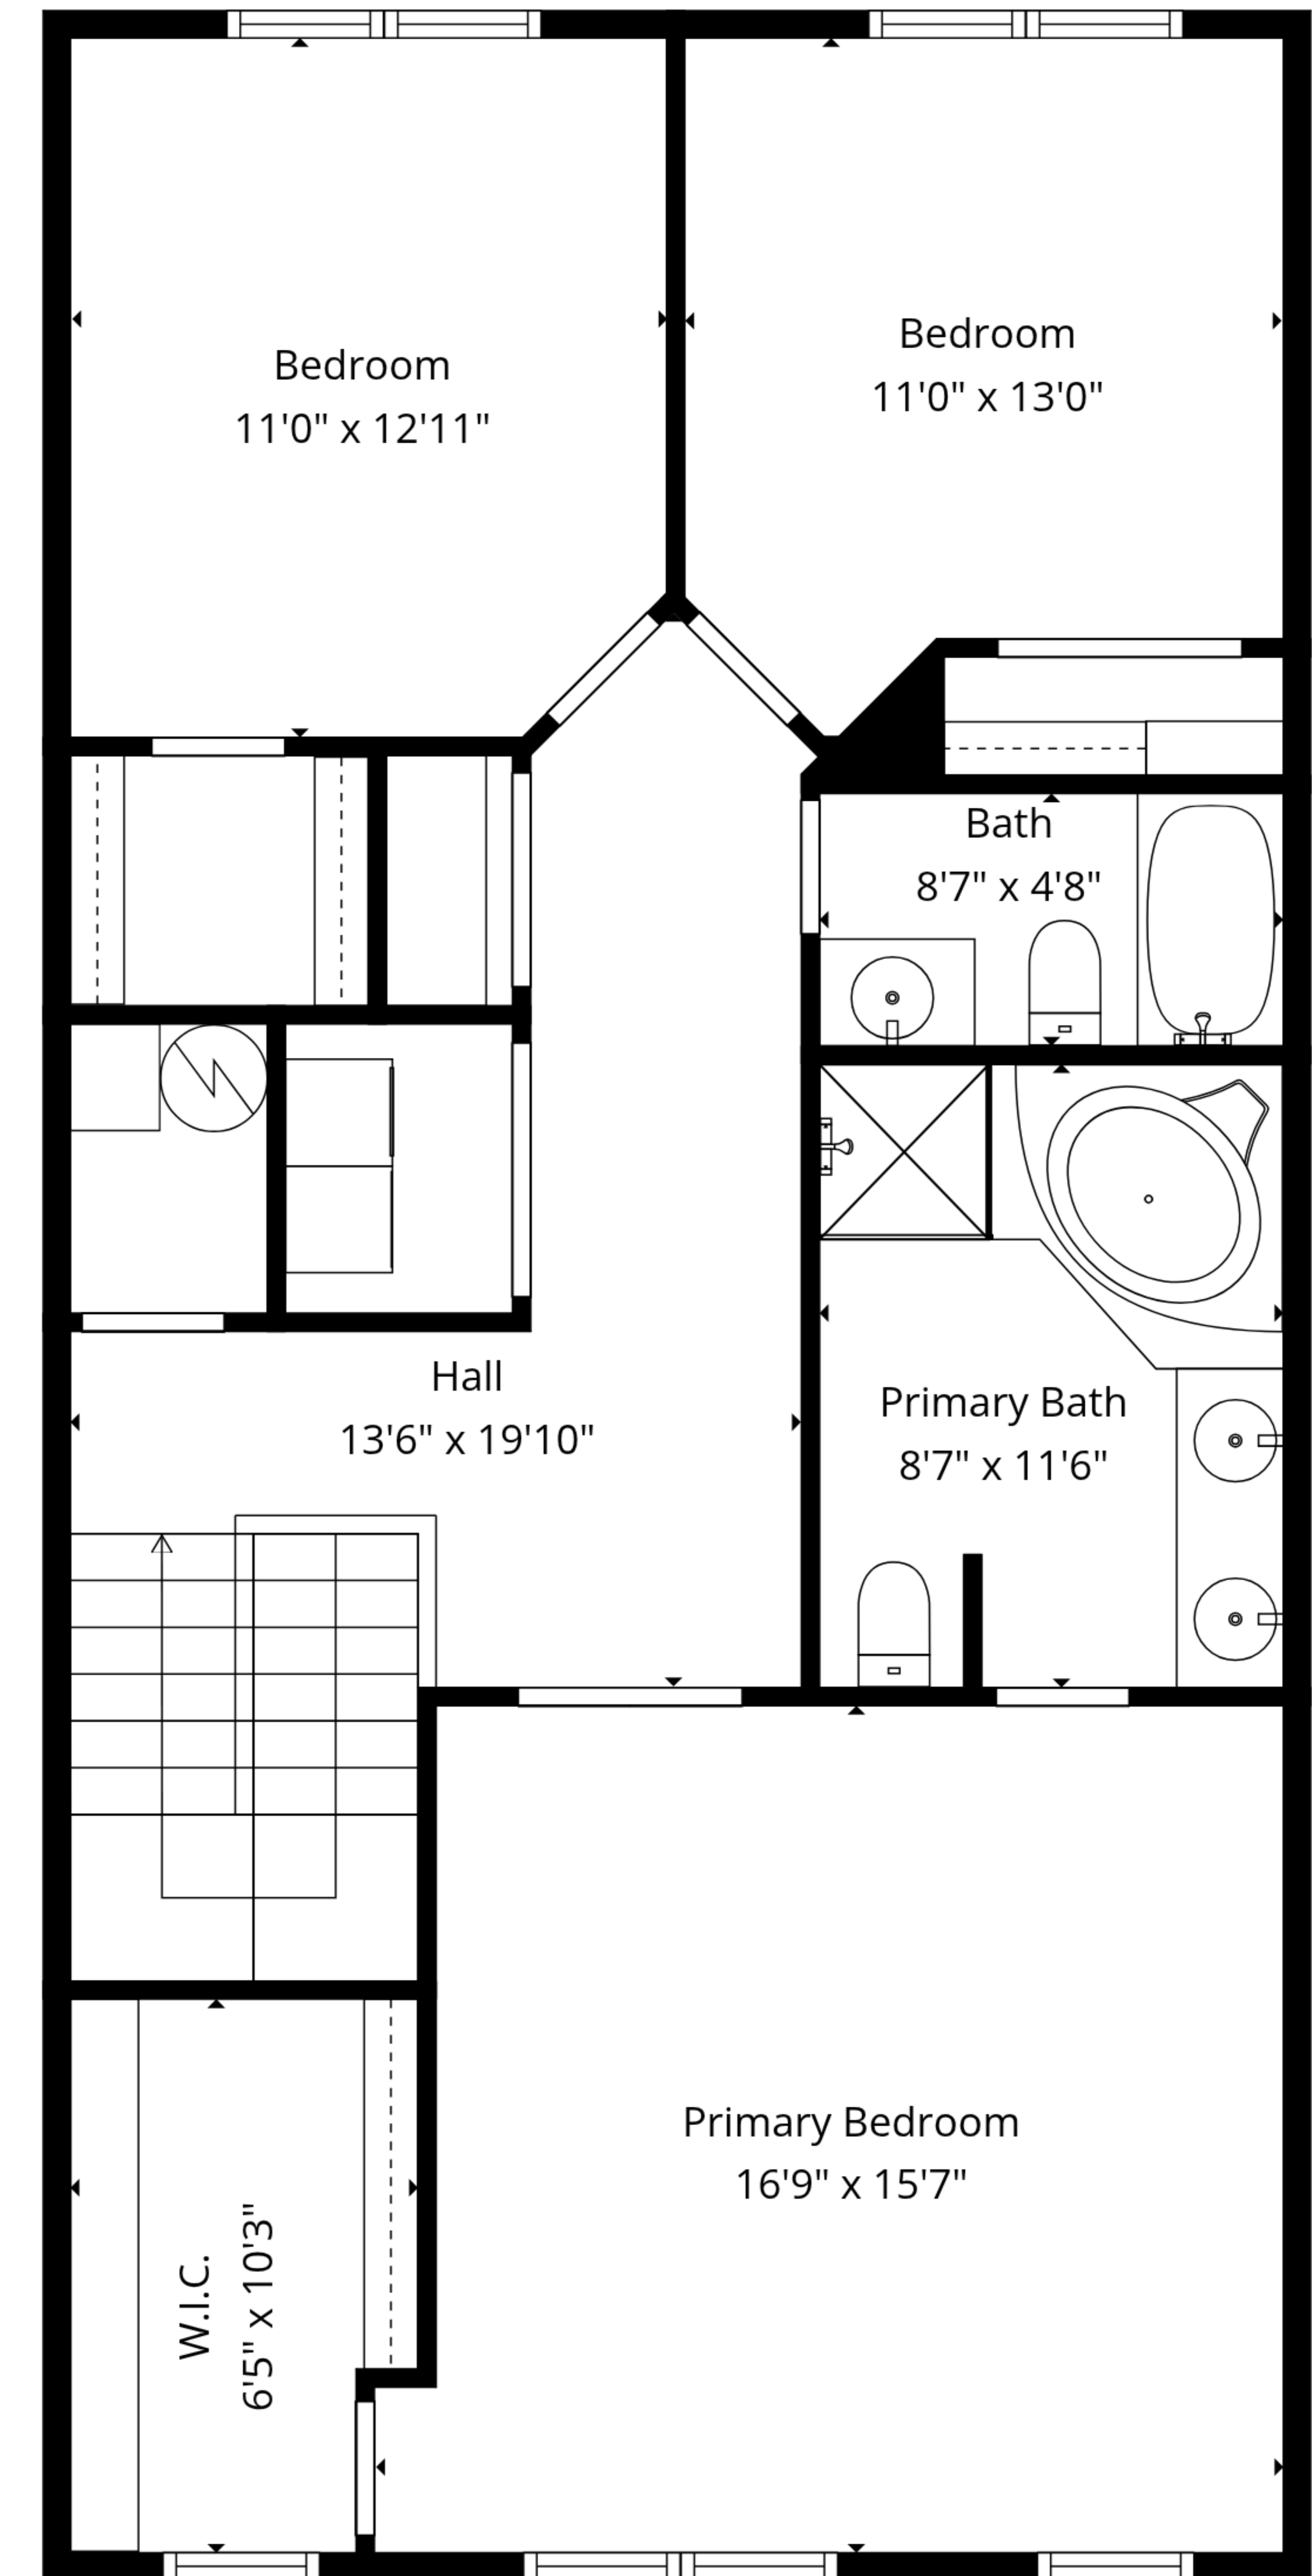 Bedroom
11'0" x 12'11"
Bedroom
11'0" x 13'0"
Bath
8'7" x 4'8"
Hall
13'6" x 19'10"
Primary Bath
8'7" x 11'6"
Primary Bedroom
16'9" x 15'7"
W.I.C.
6'5" x 10'3"